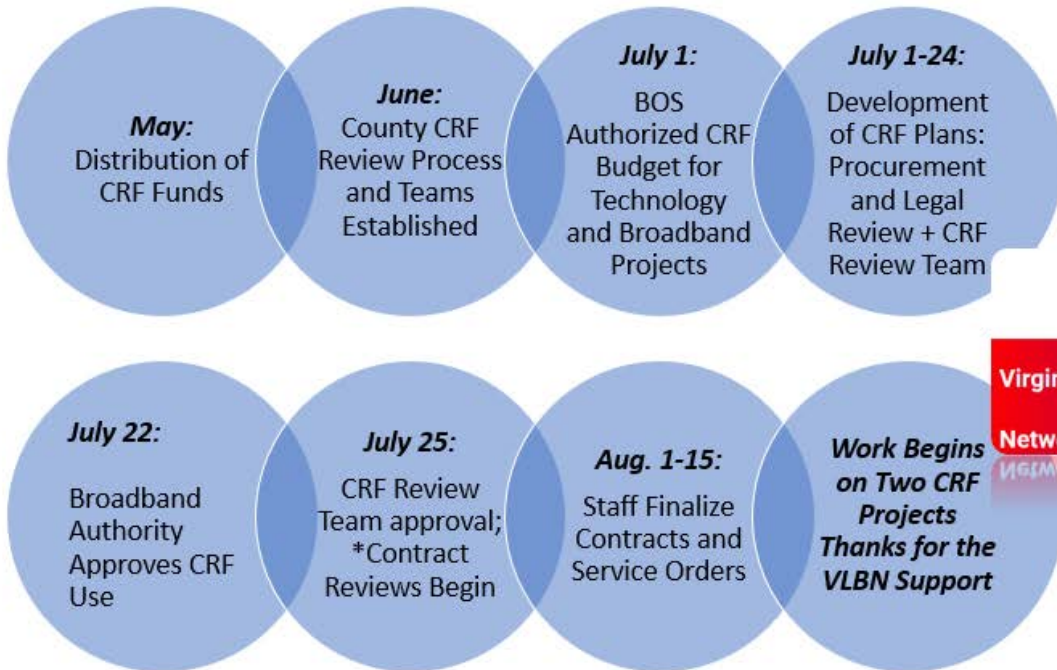 May:
Distribution of
CRF Funds
June:
County CRF
Review Process
and Teams
Established
July 1:
BOS
Authorized CRF
Budget for
Technology
and Broadband
Projects
July 1-24:
Development
of CRF Plans:
Procurement
and Legal
Review + CRF
Review Team
July 22:
Broadband
Authority
Approves CRF
Use
July 25:
CRF Review
Team approval;
*Contract
Reviews Begin
Aug. 1-15:
Staff Finalize
Contracts and
Service Orders
Work Begins
on Two CRF
Projects
Thanks for the
VLBN Support